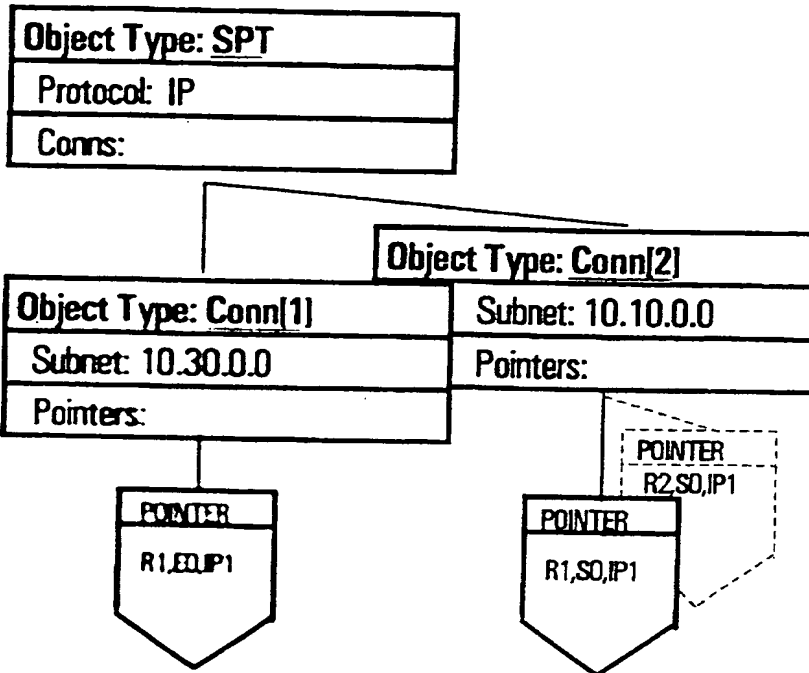 Object Type: SPT
Protocol: IP
Conns:
Object Type: Conn[2]
Subnet: 10.10.0.0
Pointers:
Object Type: Conn[1]
Subnet: 10.30.0.0
Pointers:
POINTER
R1,E0,IP1
POINTER
R1,S0,IP1
POINTER
R2,S0,IP1